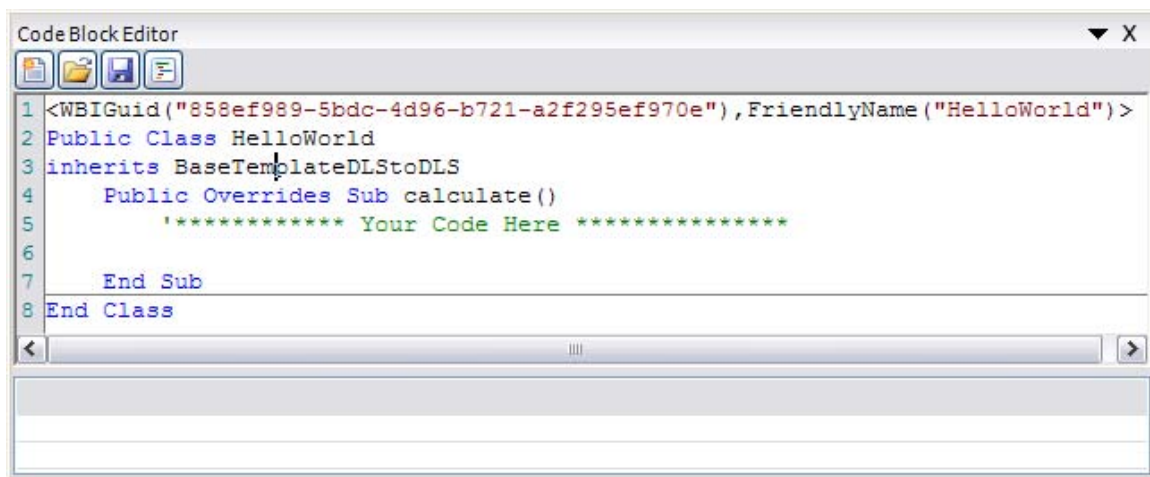 Code Block Editor
X
1 <WBIGuid("858ef989-5bdc-4d96-b721-a2f295ef970e"),FriendlyName("HelloWorld")>
2 Public Class HelloWorld
3 inherits BaseTemplateDLStoDLS
4     Public Overrides Sub calculate()
5         '************ Your Code Here ***************
6
7     End Sub
8 End Class